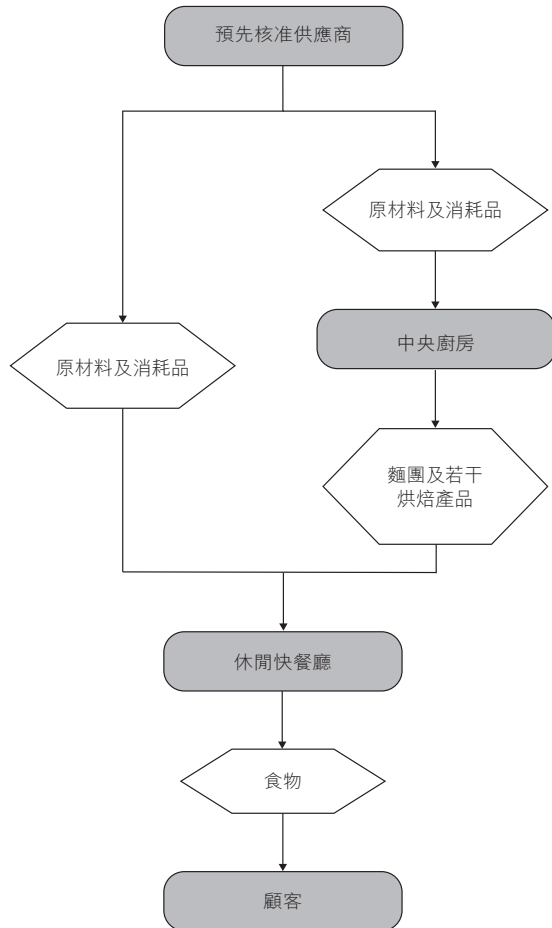 預先核准供應商
原材料及消耗品
原材料及消耗品
中央廚房
麵團及若干
烘焙產品
休閒快餐廳
食物
顧客